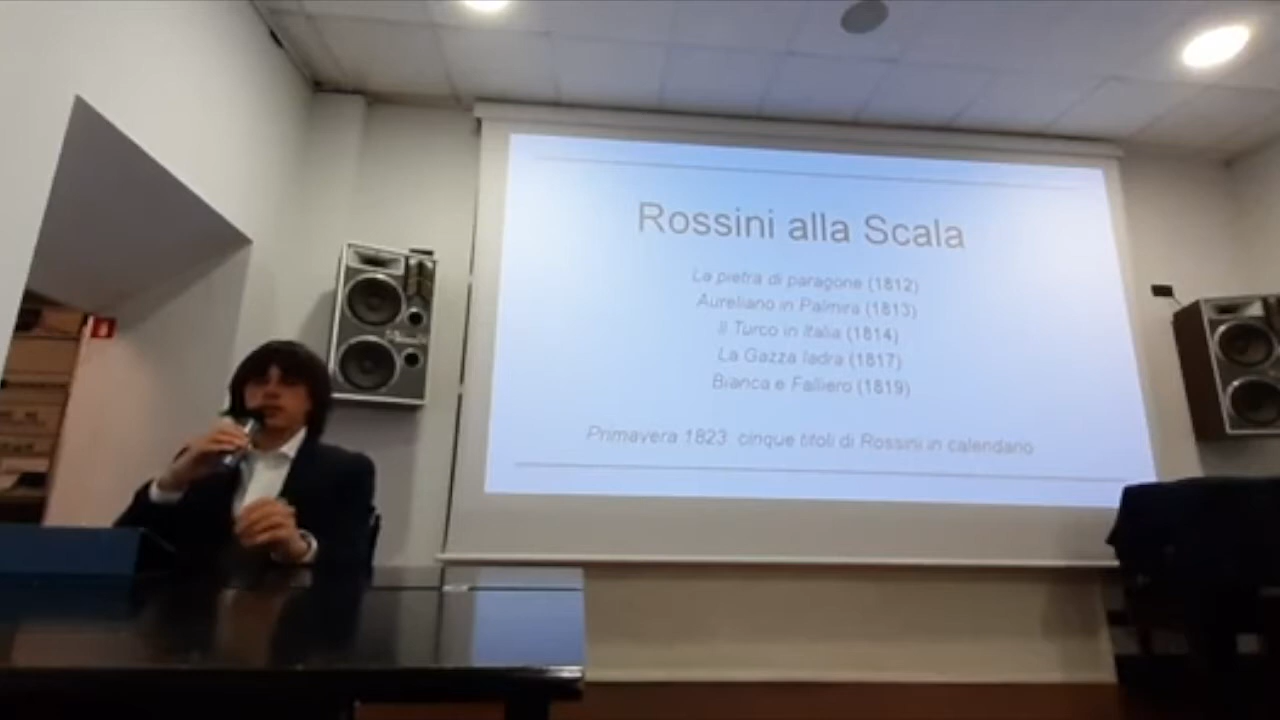 Rossini alla Scala
La pietra di paragone (1812)
Aureliano in Palmira (1813)
Il Turco in Italia (1814)
La Gazza ladra (1817)
Bianca e Falliero (1819)
Primavera 1823 cinque titoli di Rossini in calendario